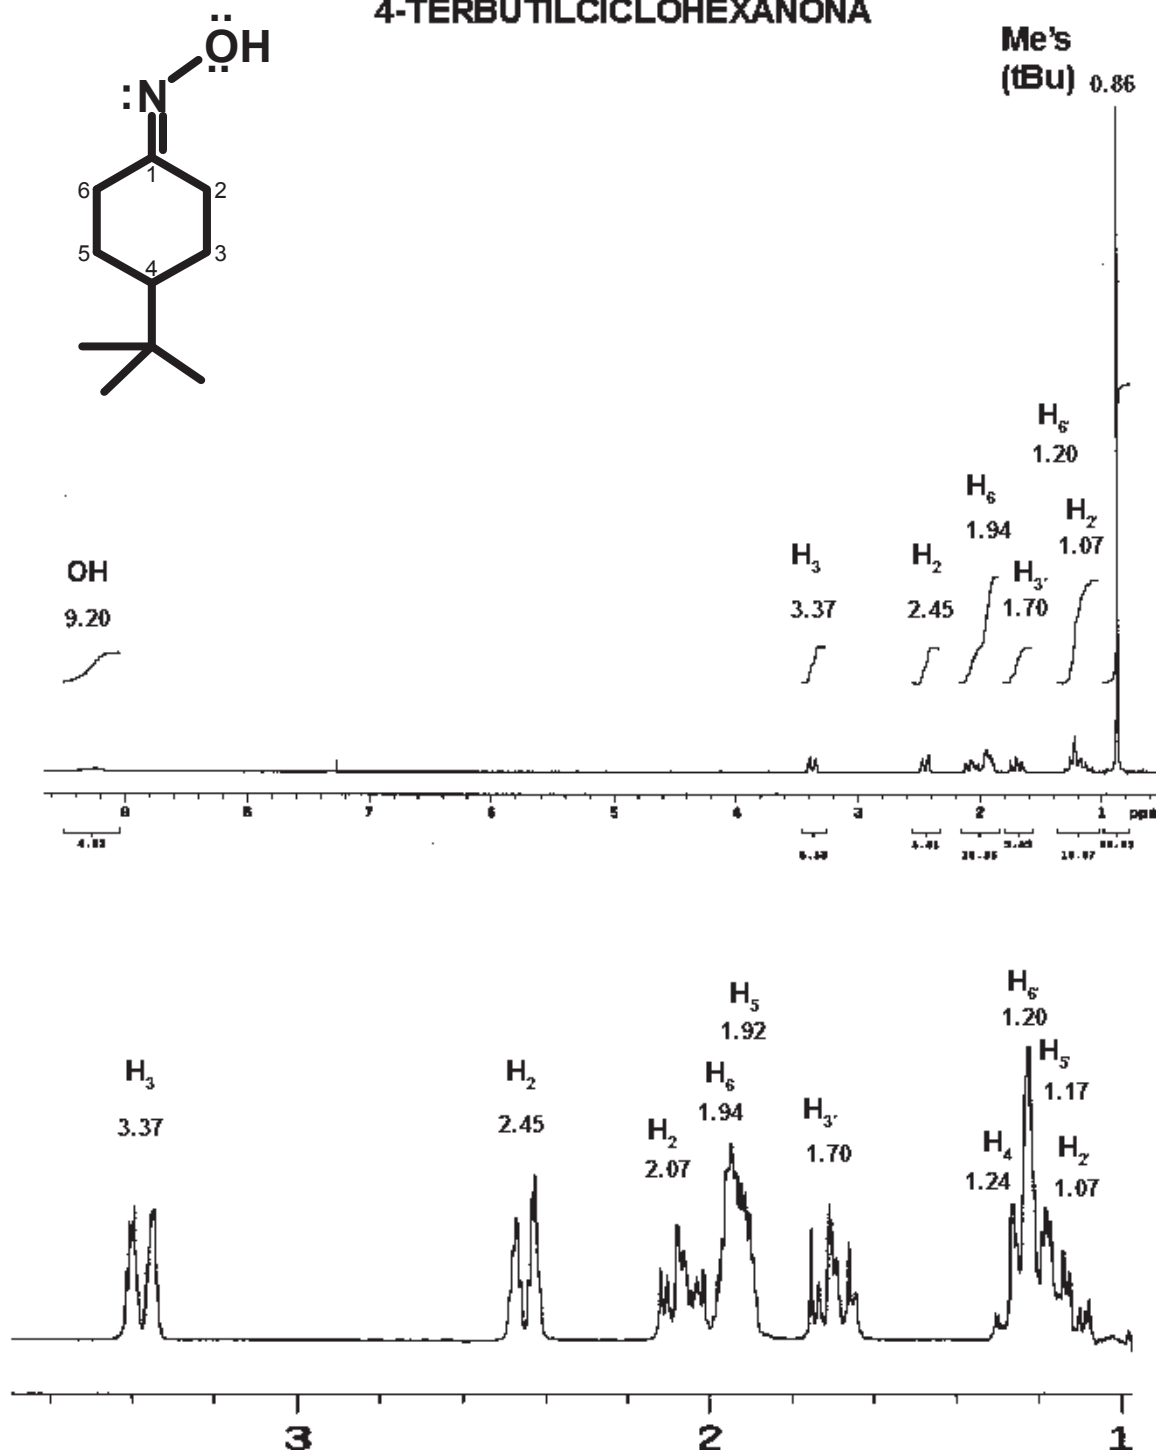 4-TERBUTILCICLOHEXANONA
OH
:N
1
6 2
5 3
4
Me's
(tBu) 0.86
H6'
1.20
H6
1.94
H2'
1.07
OH
9.20
H3
3.37
H2
2.45
H3'
1.70
9 8 7 6 5 4 3 2 1 ppm
H5
1.92
H6'
1.20
H3
3.37
H2
2.45
H6
1.94
H5'
1.17
H2
2.07
H3'
1.70
H4
1.24
H2'
1.07
3 2 1